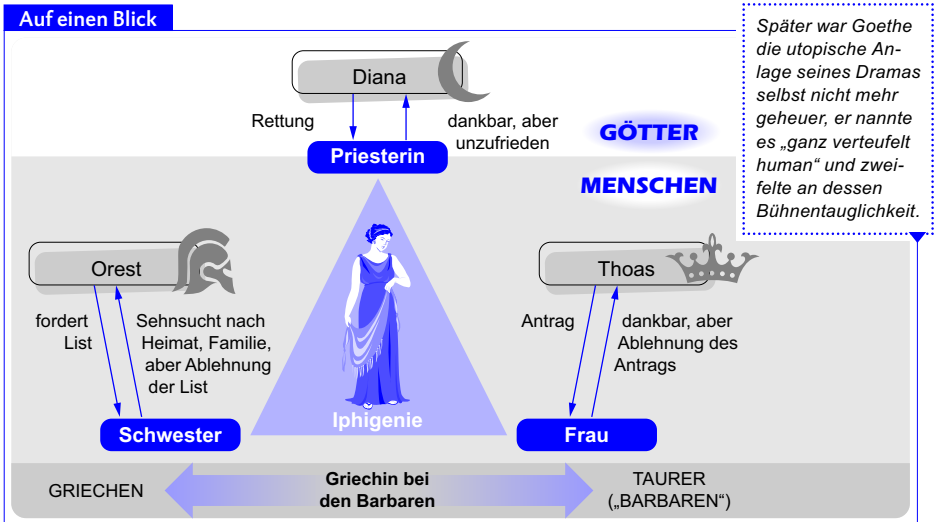 Auf einen Blick
Später war Goethe
die utopische An-
lage seines Dramas
selbst nicht mehr
geheuer, er nannte
es „ganz verteufelt
human“ und zwei-
felte an dessen
Bühnentauglichkeit.
Diana
Rettung
dankbar, aber
unzufrieden
GÖTTER
Priesterin
MENSCHEN
Orest
Thoas
fordert
List
Sehnsucht nach
Heimat, Familie,
aber Ablehnung
der List
Antrag
dankbar, aber
Ablehnung des
Antrags
Iphigenie
Schwester
Frau
GRIECHEN
Griechin bei
den Barbaren
TAURER
(„BARBAREN“)